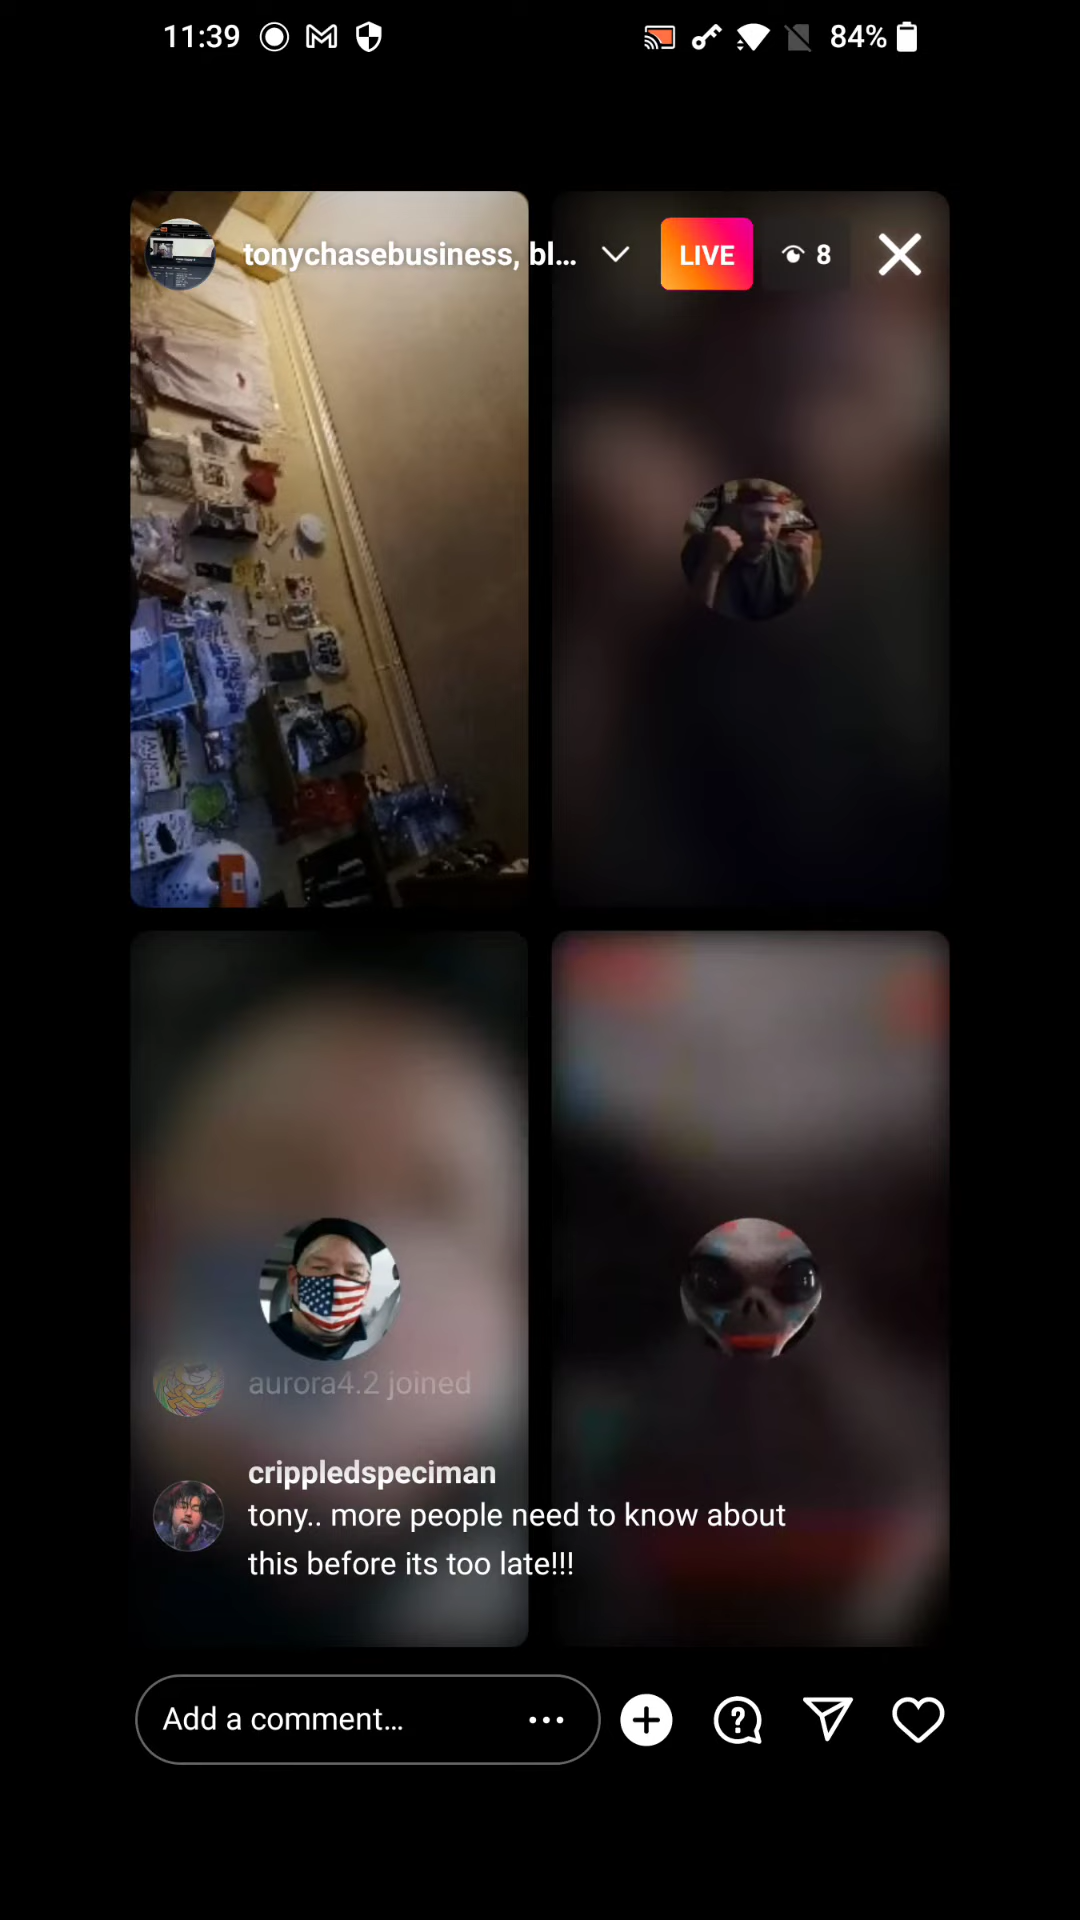 11:39
84%
tonychasebusiness, bl...
LIVE
8
aurora4.2 joined
crippledspeciman
tony.. more people need to know about
this before its too late!!!
Add a comment...